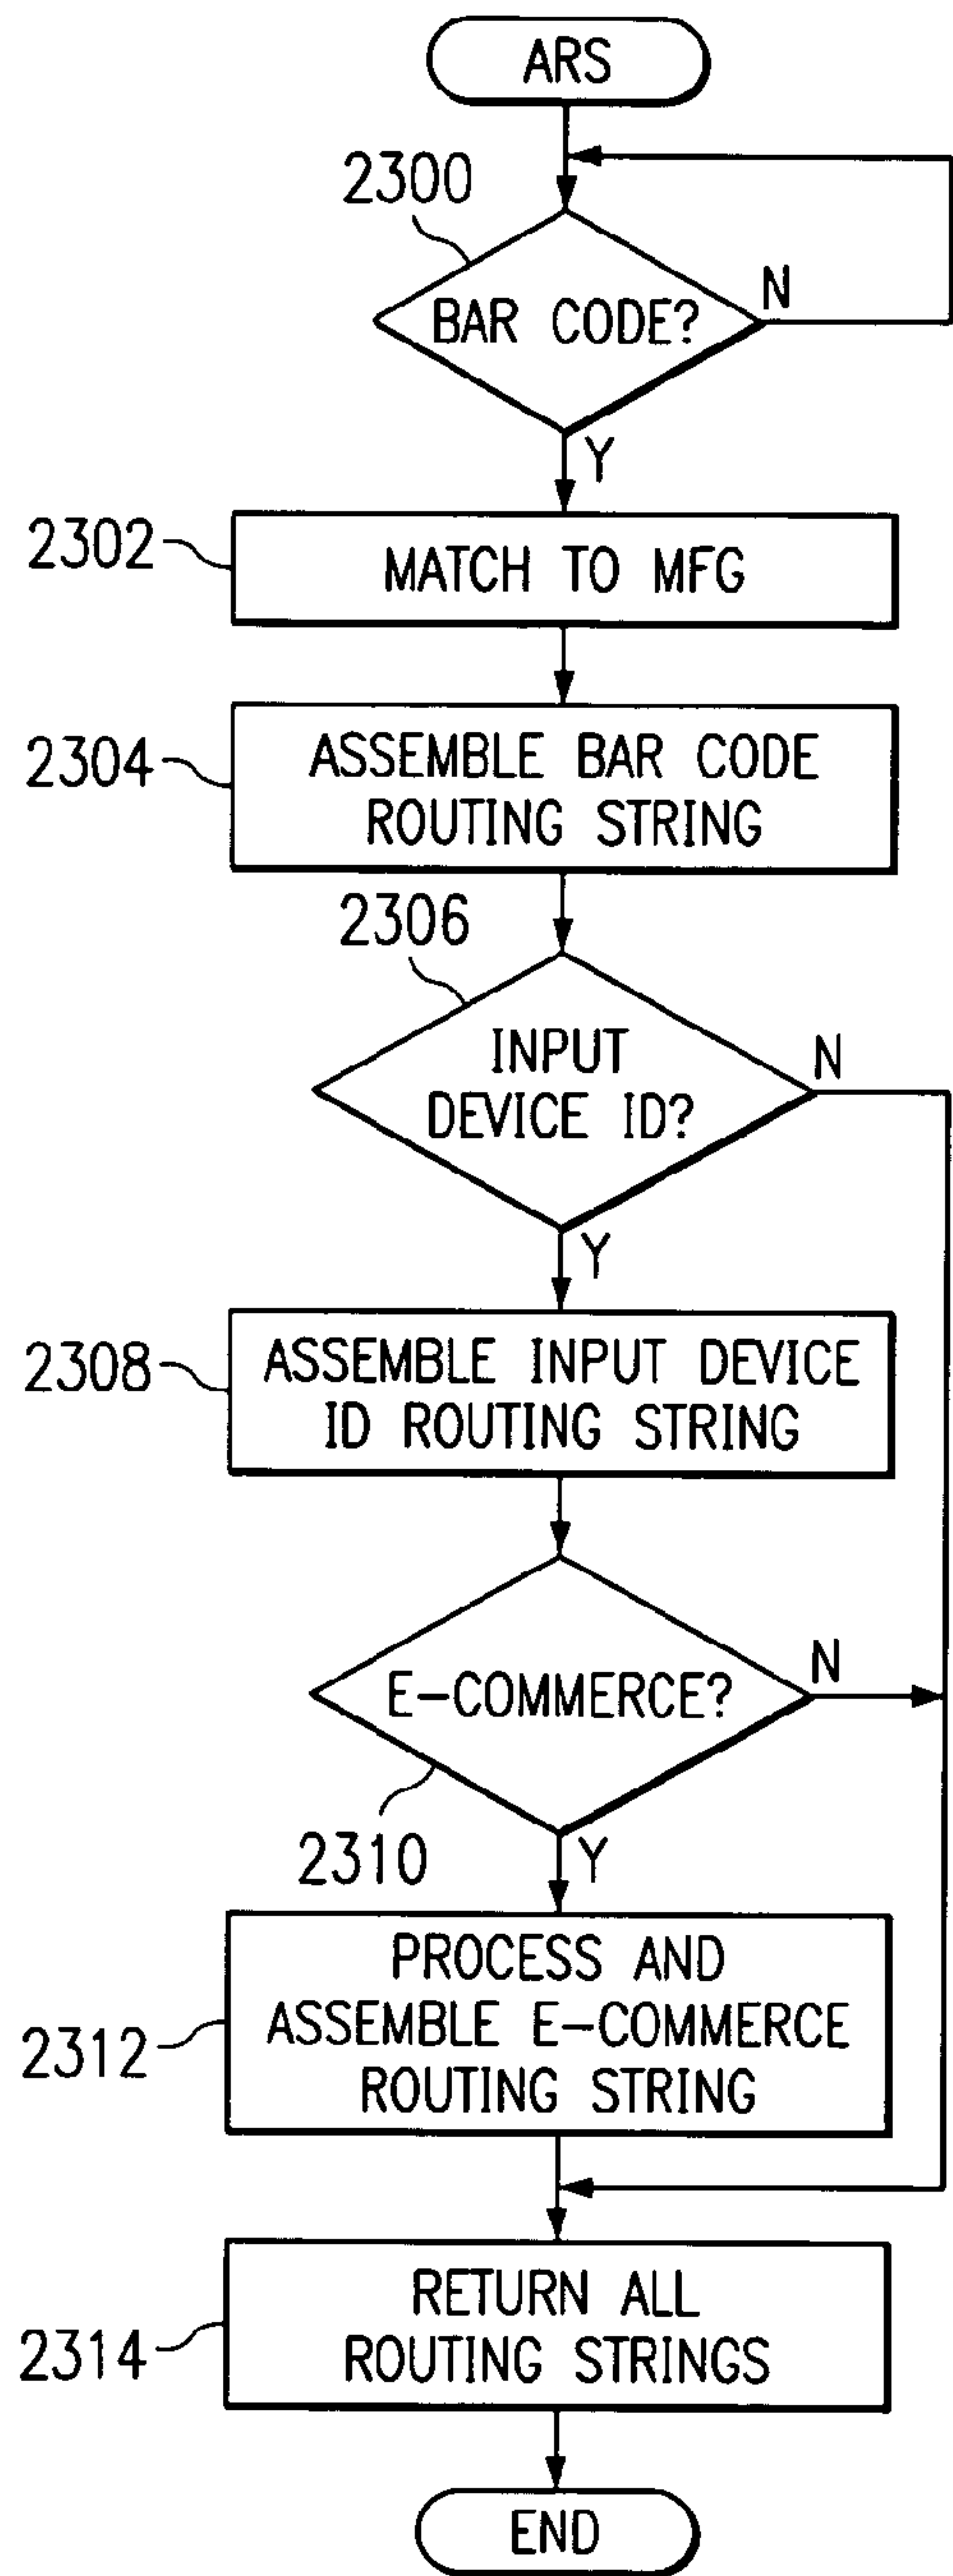 ARS
2300
BAR CODE?
N
Y
2302
MATCH TO MFG
2304
ASSEMBLE BAR CODE
ROUTING STRING
2306
INPUT
DEVICE ID?
N
Y
2308
ASSEMBLE INPUT DEVICE
ID ROUTING STRING
E-COMMERCE?
N
2310
Y
2312
PROCESS AND
ASSEMBLE E-COMMERCE
ROUTING STRING
2314
RETURN ALL
ROUTING STRINGS
END